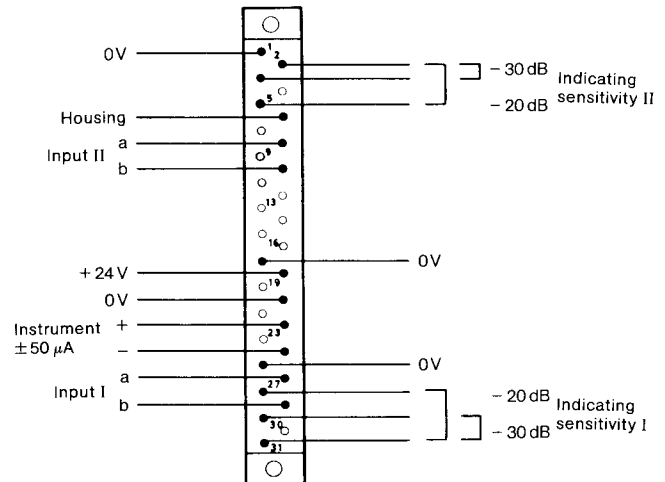 0V
1
2
− 30 dB
Indicating
sensitivity II
5
− 20 dB
Housing
a
Input II
9
b
13
16
0V
+ 24 V
19
0V
Instrument
± 50 µA
+
23
−
0V
a
Input I
27
− 20 dB
b
Indicating
sensitivity I
30
− 30 dB
31